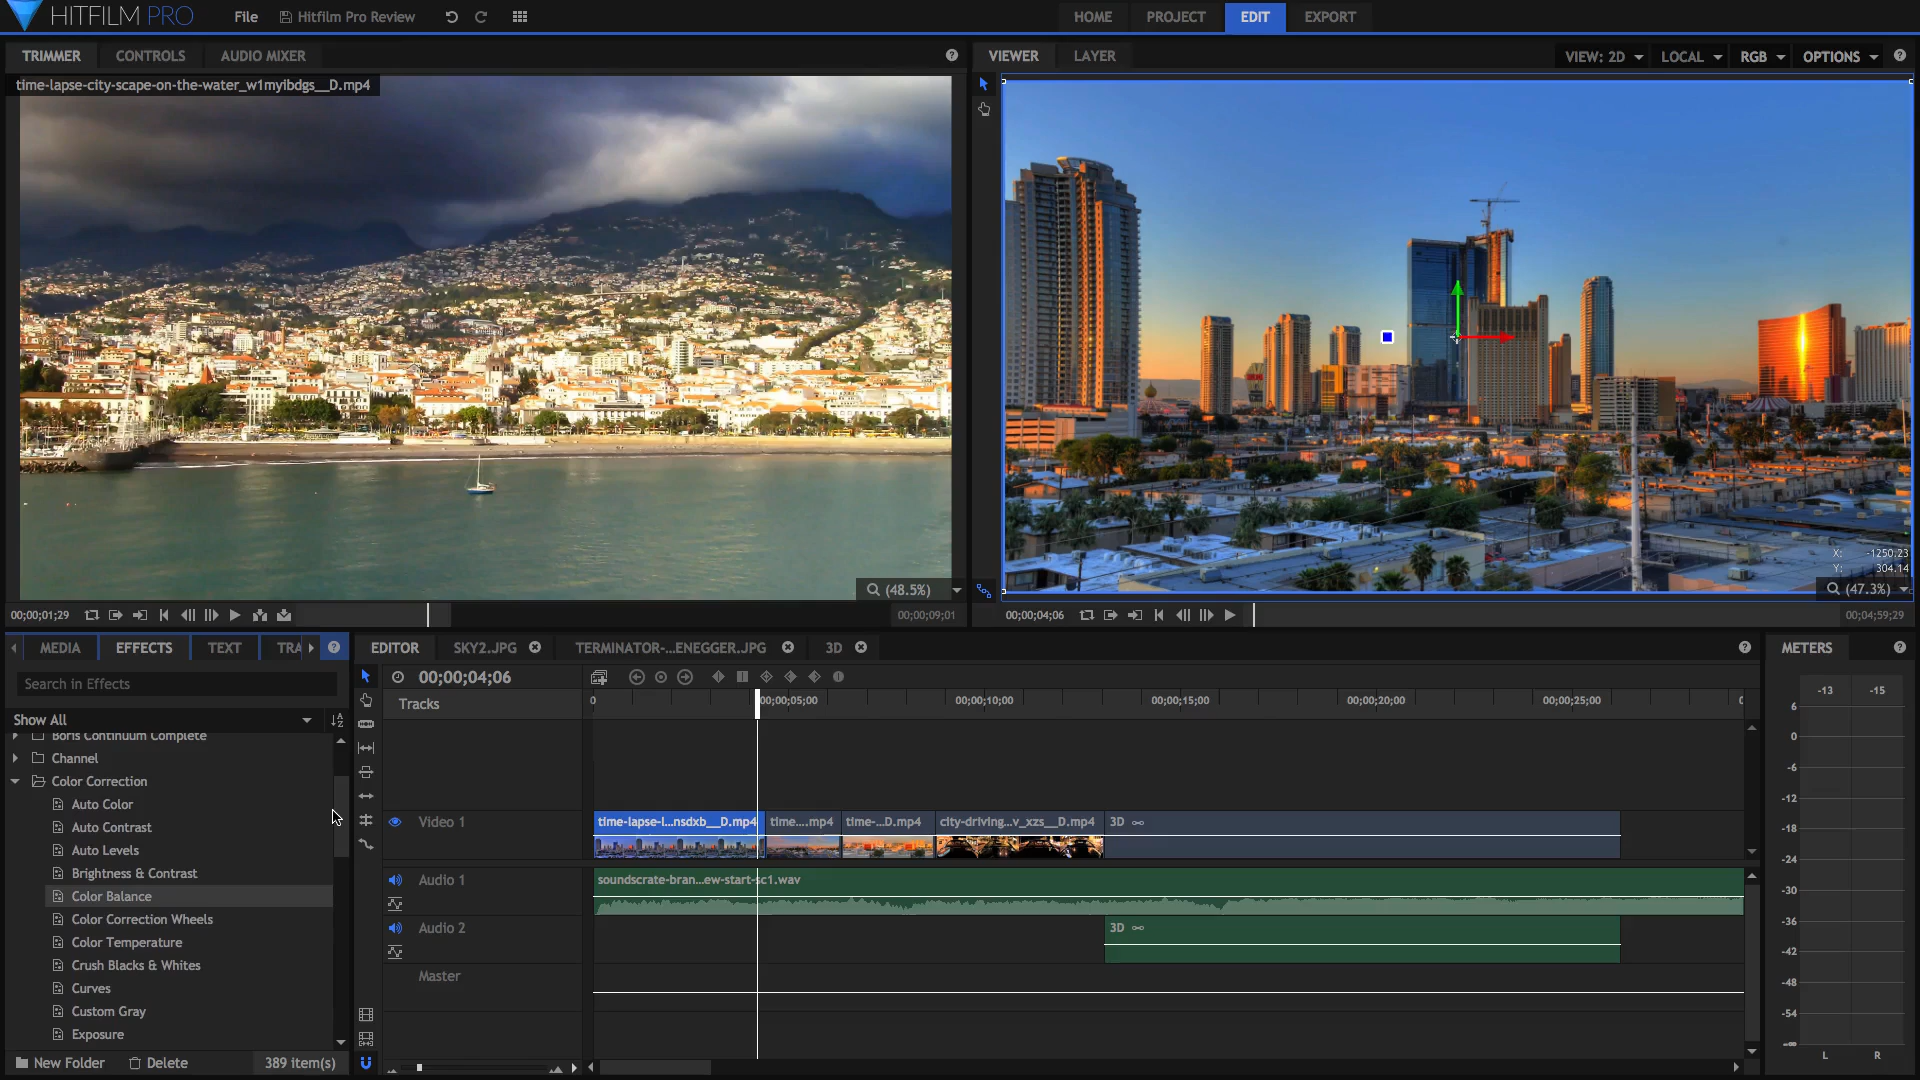 HITFILM PRO
File
Hitfilm Pro Review
HOME
PROJECT
EDIT
EXPORT
TRIMMER
CONTROLS
AUDIO MIXER
time-lapse-city-scape-on-the-water_w1myibdgs__D.mp4
(48.5%)
00;00;01;29
00;00;09;01
VIEWER
LAYER
VIEW: 2D
LOCAL
RGB
OPTIONS
X: -1250.23
Y: 304.14
(47.3%)
00;00;04;06
00;04;59;29
MEDIA
EFFECTS
TEXT
TRA
Search in Effects
Show All
Boris Continuum Complete
Channel
Color Correction
Auto Color
Auto Contrast
Auto Levels
Brightness & Contrast
Color Balance
Color Correction Wheels
Color Temperature
Crush Blacks & Whites
Curves
Custom Gray
Exposure
New Folder
Delete
389 item(s)
EDITOR
SKY2.JPG
TERMINATOR-...ENEGGER.JPG
3D
00;00;04;06
Tracks
0
00;00;05;00
00;00;10;00
00;00;15;00
00;00;20;00
00;00;25;00
Video 1
time-lapse-l...nsdxb__D.mp4
time....mp4
time-...D.mp4
city-driving...v_xzs__D.mp4
3D
Audio 1
soundscrate-bran...ew-start-sc1.wav
Audio 2
3D
Master
METERS
-13
-15
6
0
-6
-12
-18
-24
-30
-36
-42
-48
-54
-∞
L
R